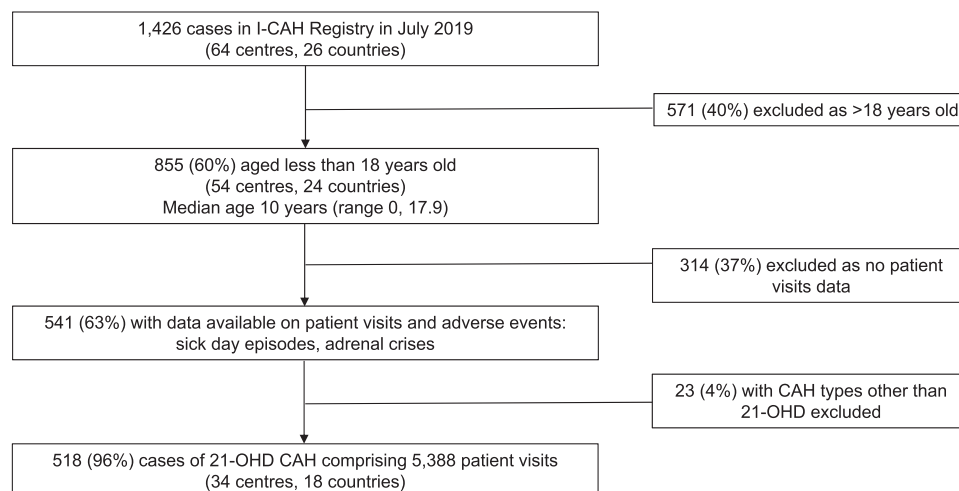 1,426 cases in I-CAH Registry in July 2019
(64 centres, 26 countries)
571 (40%) excluded as >18 years old
855 (60%) aged less than 18 years old
(54 centres, 24 countries)
Median age 10 years (range 0, 17.9)
314 (37%) excluded as no patient
visits data
541 (63%) with data available on patient visits and adverse events:
sick day episodes, adrenal crises
23 (4%) with CAH types other than
21-OHD excluded
518 (96%) cases of 21-OHD CAH comprising 5,388 patient visits
(34 centres, 18 countries)